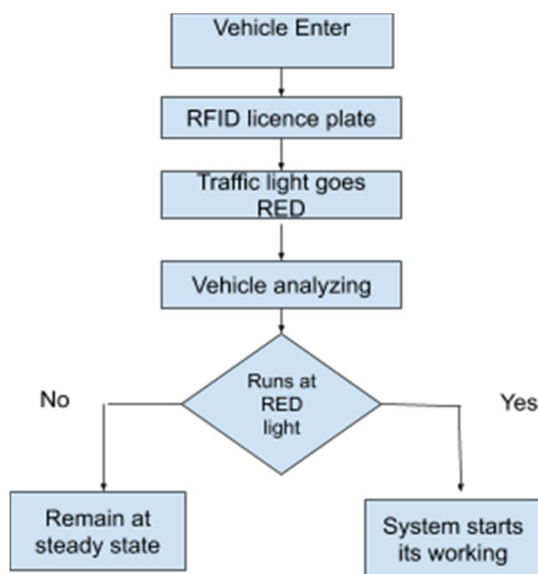 Vehicle Enter
RFID licence plate
Traffic light goes
RED
Vehicle analyzing
Runs at
RED
light
No
Yes
Remain at
steady state
System starts
its working